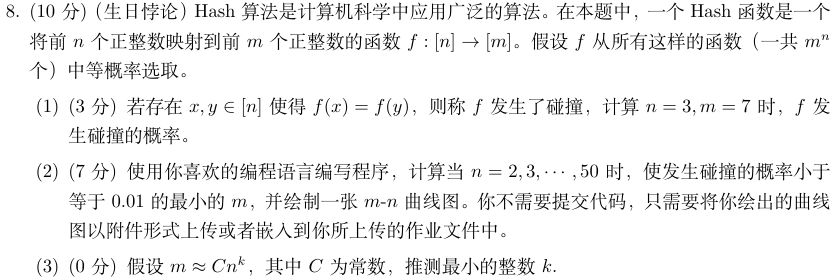 8. (10 分)(生日悖论) Hash 算法是计算机科学中应用广泛的算法。在本题中，一个 Hash 函数是一个
将前 n 个正整数映射到前 m 个正整数的函数 f : [n] → [m]。假设 f 从所有这样的函数（一共 mⁿ
个）中等概率选取。
(1) (3 分) 若存在 x, y ∈ [n] 使得 f(x) = f(y)，则称 f 发生了碰撞，计算 n = 3, m = 7 时，f 发
生碰撞的概率。
(2) (7 分) 使用你喜欢的编程语言编写程序，计算当 n = 2, 3, ⋯ , 50 时，使发生碰撞的概率小于
等于 0.01 的最小的 m，并绘制一张 m-n 曲线图。你不需要提交代码，只需要将你绘出的曲线
图以附件形式上传或者嵌入到你所上传的作业文件中。
(3) (0 分) 假设 m ≈ Cnᵏ，其中 C 为常数，推测最小的整数 k.